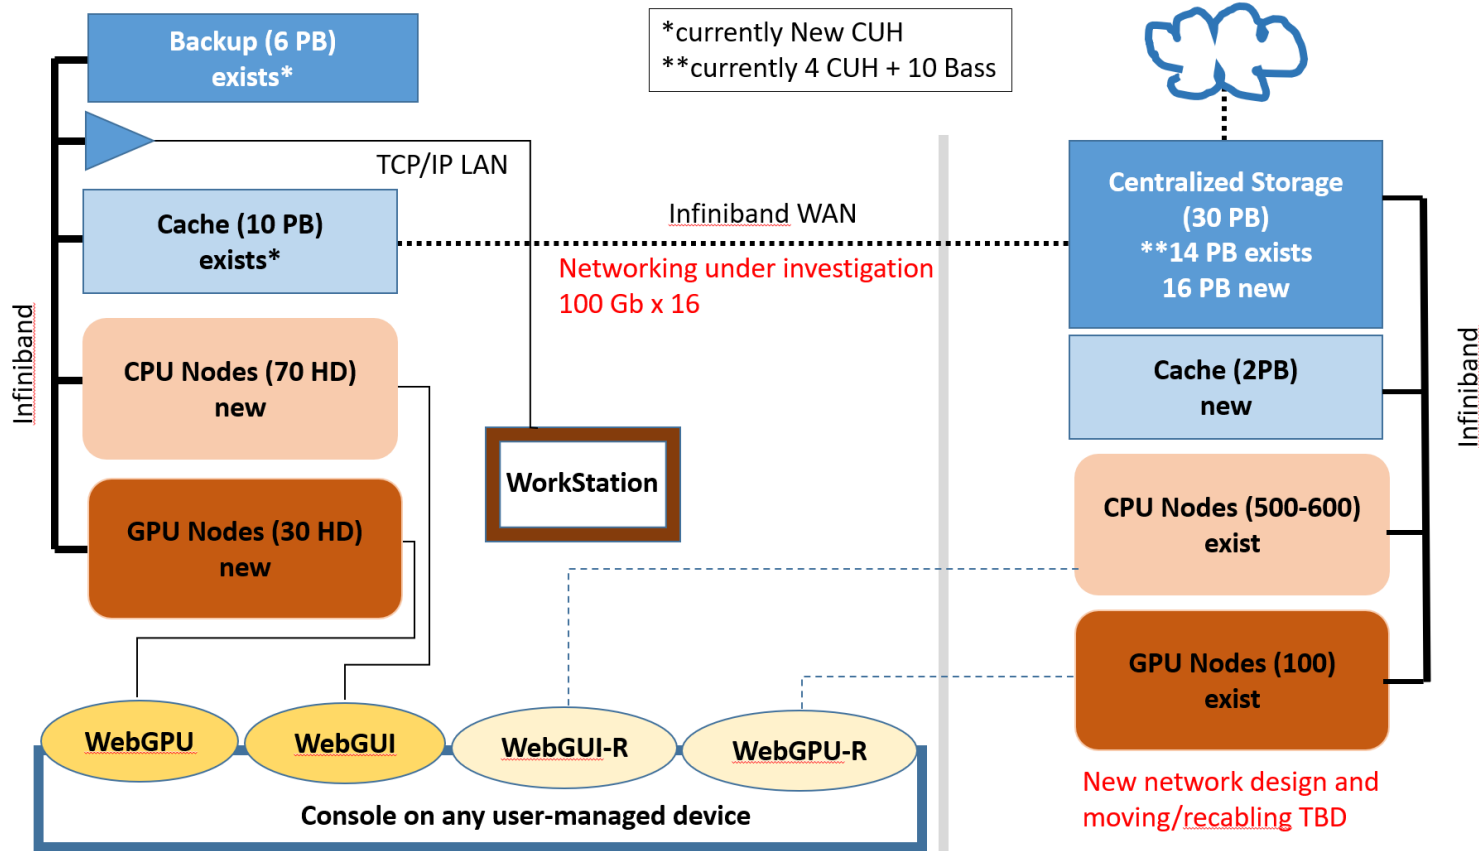 Backup (6 PB)
exists*
*currently New CUH
**currently 4 CUH + 10 Bass
TCP/IP LAN
Cache (10 PB)
exists*
Infiniband WAN
Networking under investigation
100 Gb x 16
Centralized Storage
(30 PB)
**14 PB exists
16 PB new
Infiniband
CPU Nodes (70 HD)
new
Cache (2PB)
new
Infiniband
WorkStation
GPU Nodes (30 HD)
new
CPU Nodes (500-600)
exist
GPU Nodes (100)
exist
WebGPU
WebGUI
WebGUI-R
WebGPU-R
Console on any user-managed device
New network design and
moving/recabling TBD